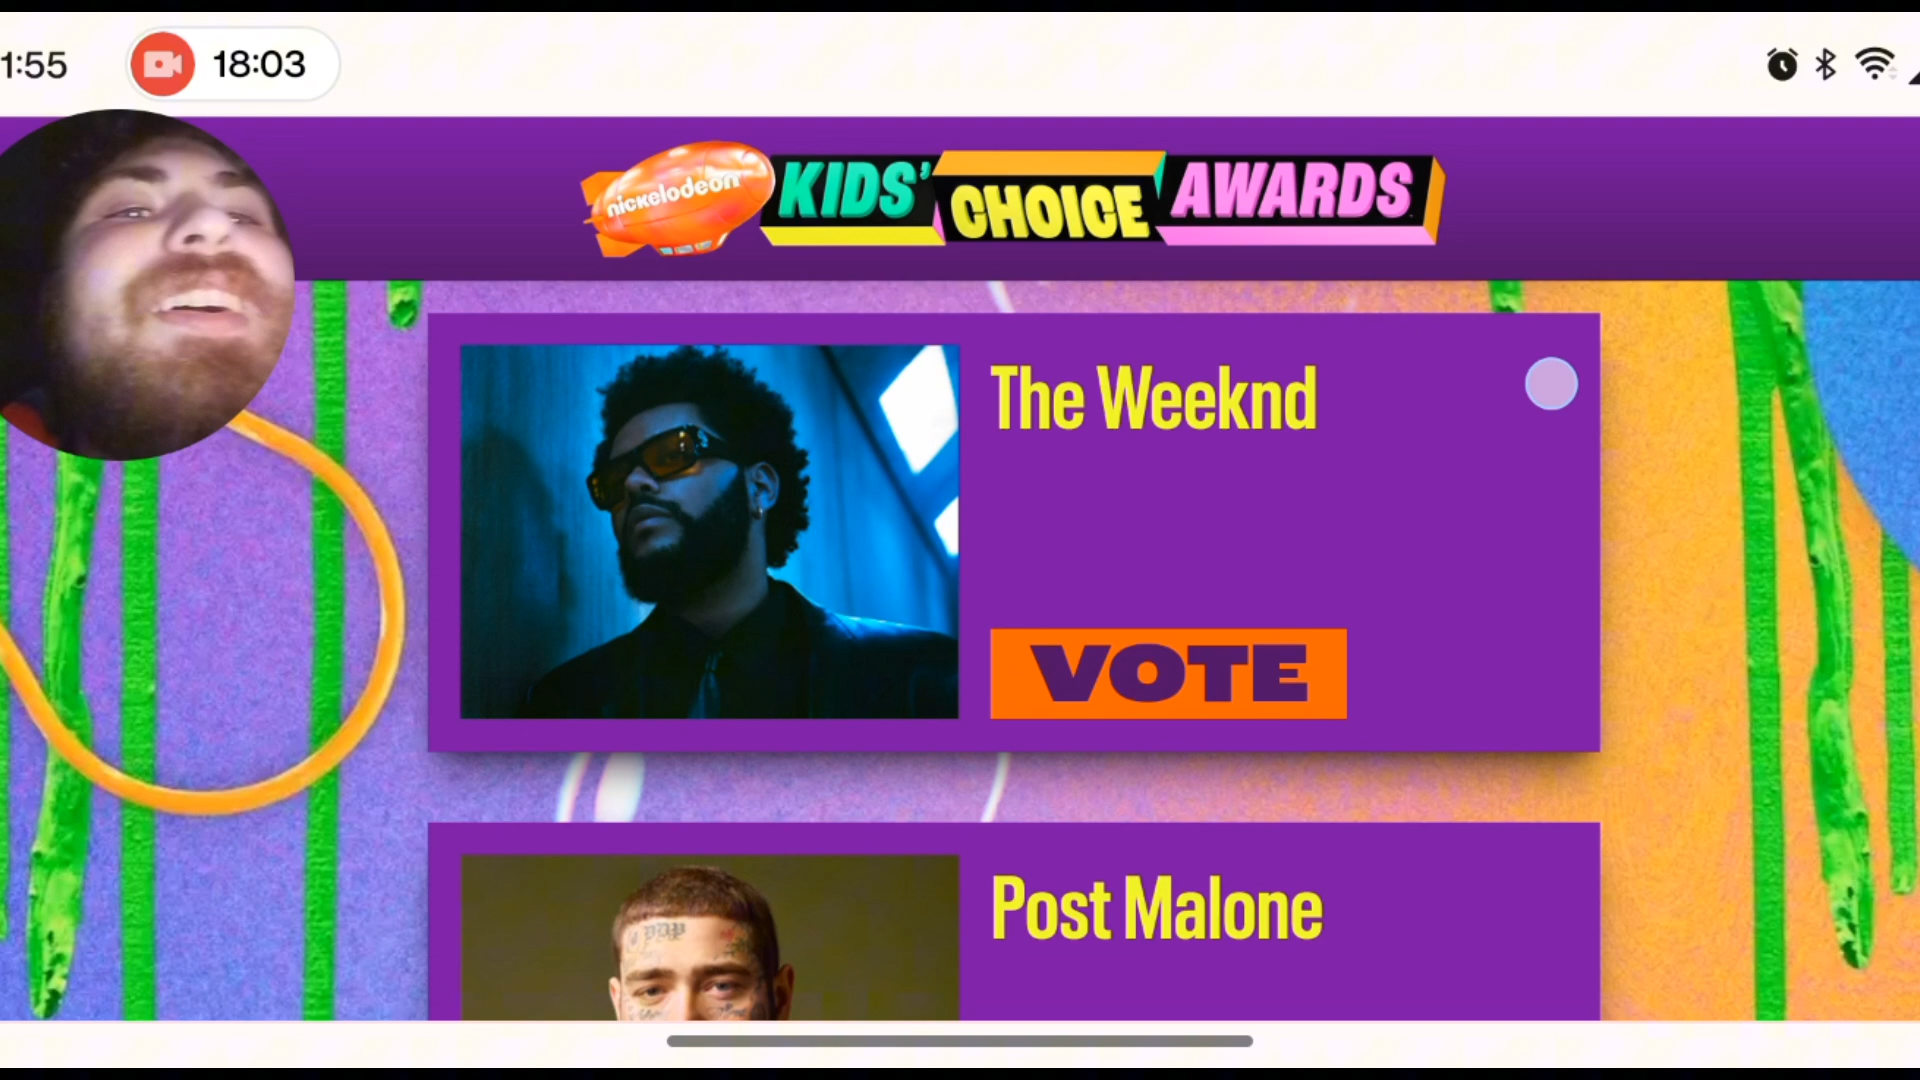 1:55
18:03
nickelodeon
KIDS' CHOICE AWARDS
The Weeknd
VOTE
Post Malone